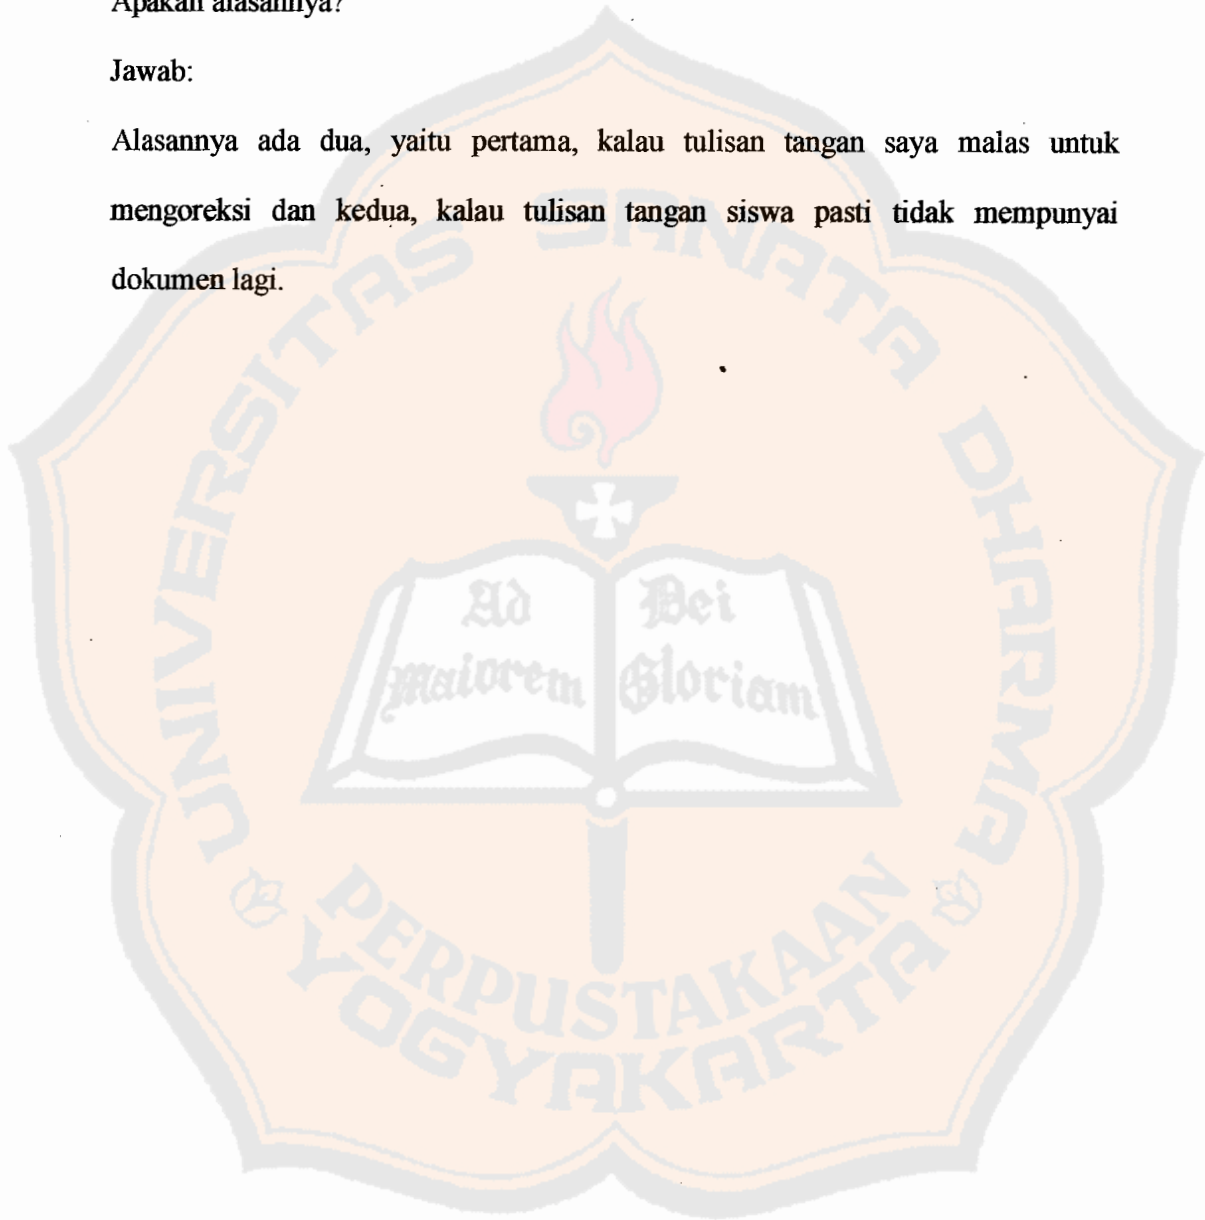 Apakah alasannya?
Jawab:
Alasannya ada dua, yaitu pertama, kalau tulisan tangan saya malas untuk
mengoreksi dan kedua, kalau tulisan tangan siswa pasti tidak mempunyai
dokumen lagi.
UNIVERSITAS SANATA DHARMA
Ad Dei
Maiorem Gloriam
PERPUSTAKAAN
YOGYAKARTA